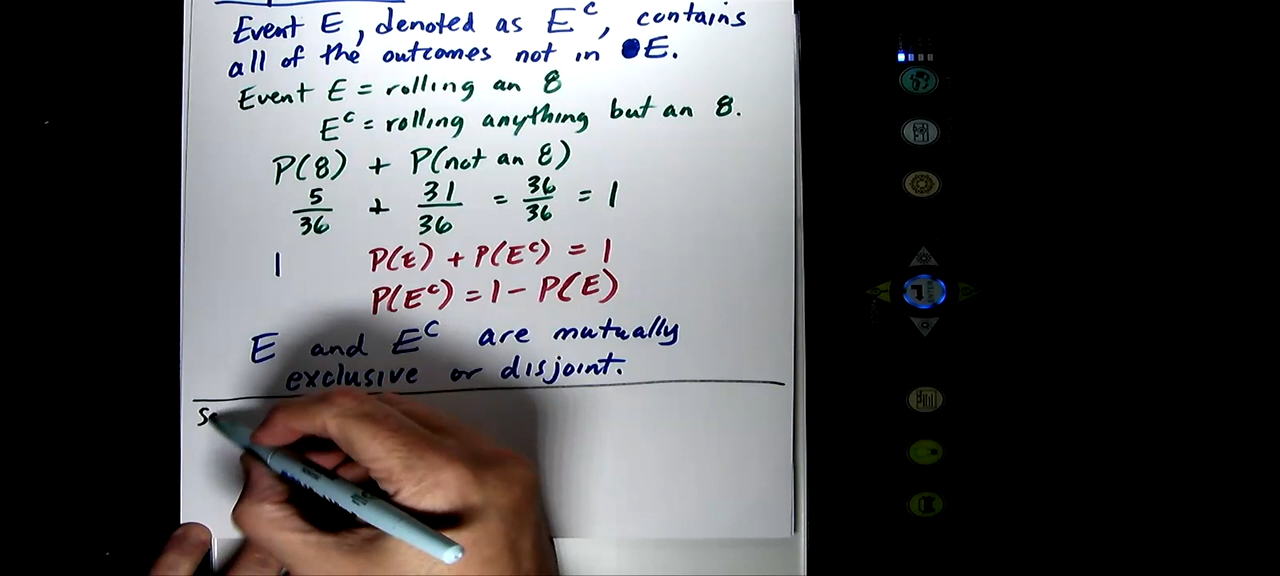 Event E, denoted as E^c, contains
all of the outcomes not in E.
Event E = rolling an 8
E^c = rolling anything but an 8.
P(8) + P(not an 8)
5/36 + 31/36 = 36/36 = 1
1 P(E) + P(E^c) = 1
P(E^c) = 1 - P(E)
E and E^c are mutually
exclusive or disjoint.